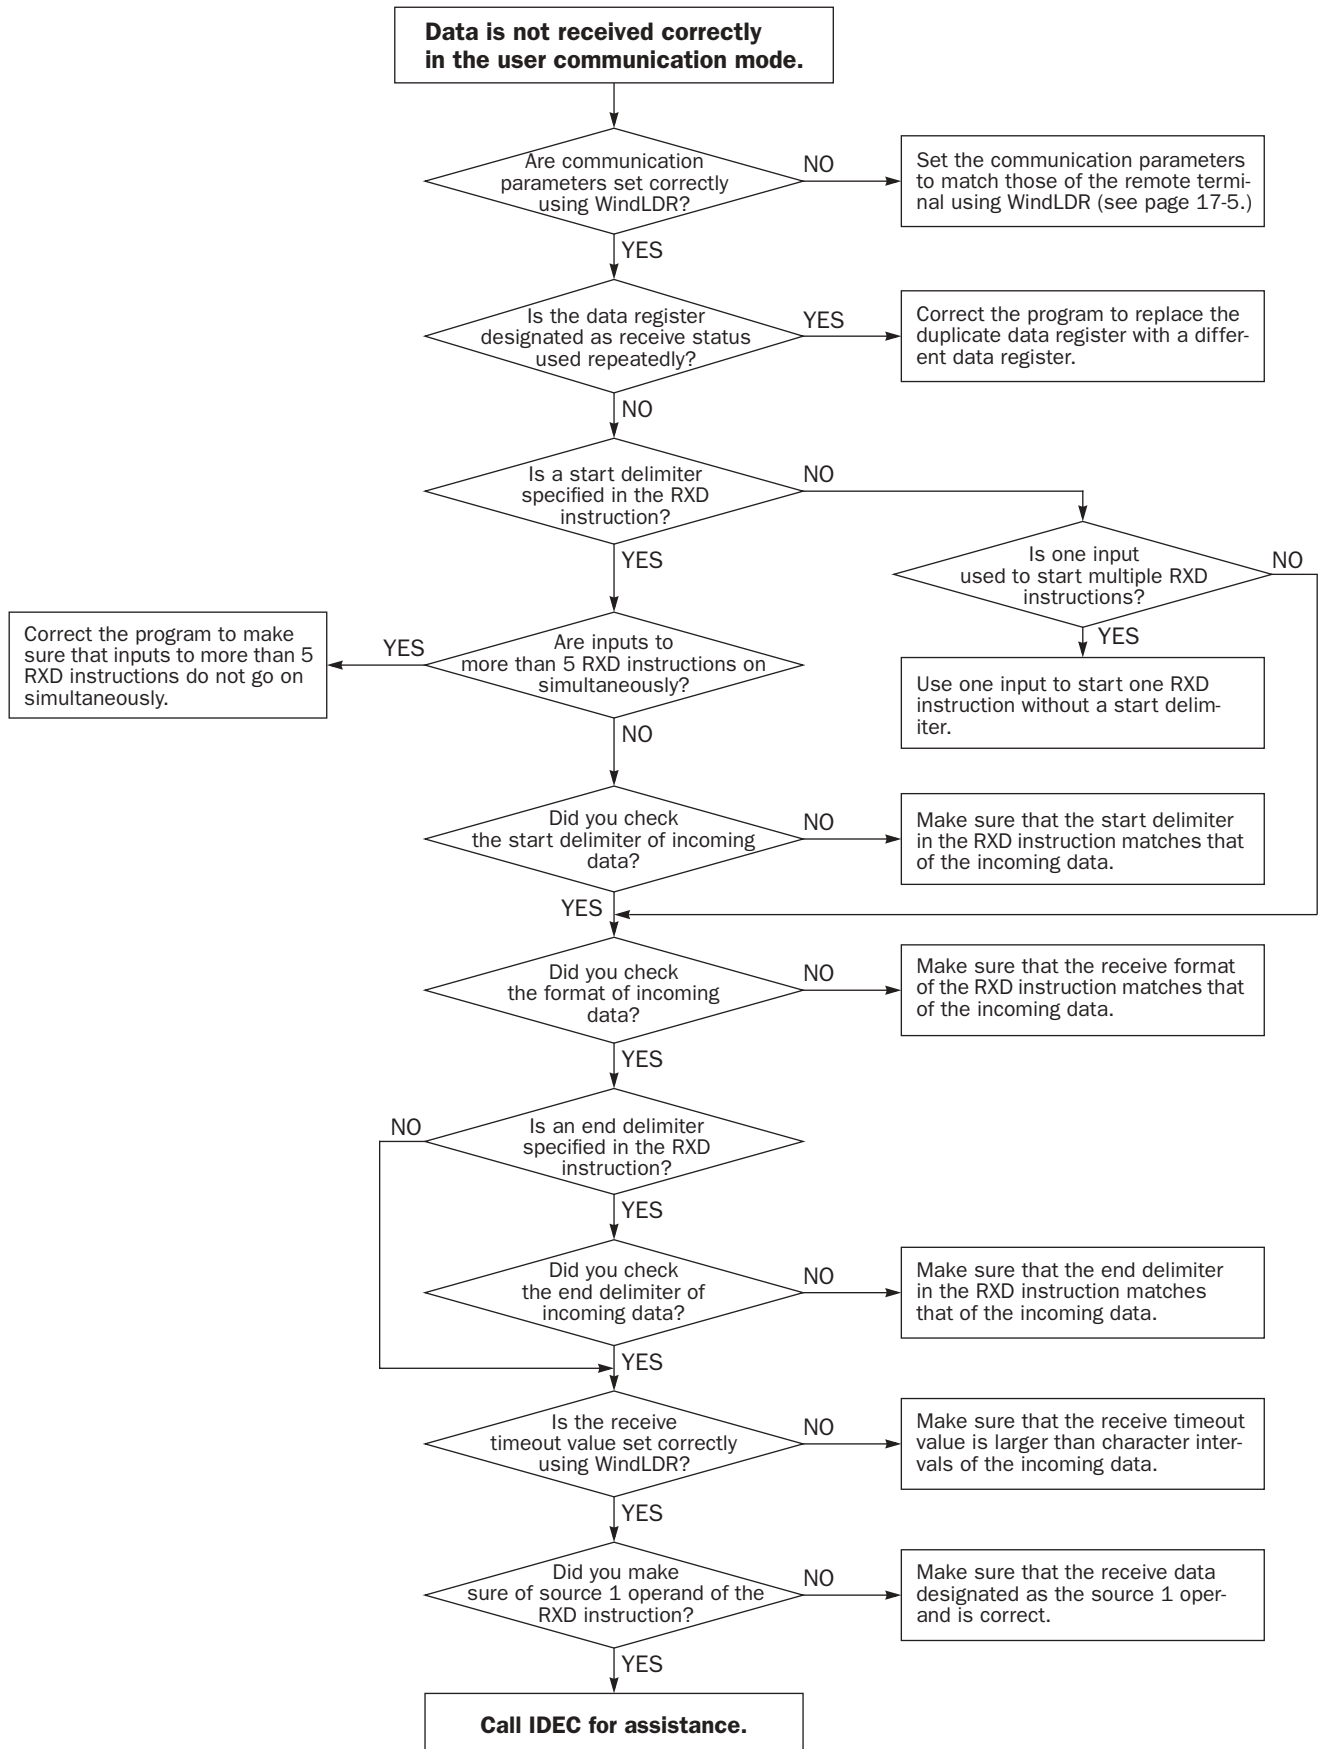 Data is not received correctly
in the user communication mode.
Are communication
parameters set correctly
using WindLDR?
NO
Set the communication parameters
to match those of the remote termi-
nal using WindLDR (see page 17-5.)
YES
Is the data register
designated as receive status
used repeatedly?
YES
Correct the program to replace the
duplicate data register with a differ-
ent data register.
NO
Is a start delimiter
specified in the RXD
instruction?
NO
Is one input
used to start multiple RXD
instructions?
NO
YES
Use one input to start one RXD
instruction without a start delim-
iter.
YES
Are inputs to
more than 5 RXD instructions on
simultaneously?
YES
Correct the program to make
sure that inputs to more than 5
RXD instructions do not go on
simultaneously.
NO
Did you check
the start delimiter of incoming
data?
NO
Make sure that the start delimiter
in the RXD instruction matches that
of the incoming data.
YES
Did you check
the format of incoming
data?
NO
Make sure that the receive format
of the RXD instruction matches that
of the incoming data.
YES
Is an end delimiter
specified in the RXD
instruction?
NO
YES
Did you check
the end delimiter of
incoming data?
NO
Make sure that the end delimiter
in the RXD instruction matches
that of the incoming data.
YES
Is the receive
timeout value set correctly
using WindLDR?
NO
Make sure that the receive timeout
value is larger than character inter-
vals of the incoming data.
YES
Did you make
sure of source 1 operand of the
RXD instruction?
NO
Make sure that the receive data
designated as the source 1 oper-
and is correct.
YES
Call IDEC for assistance.